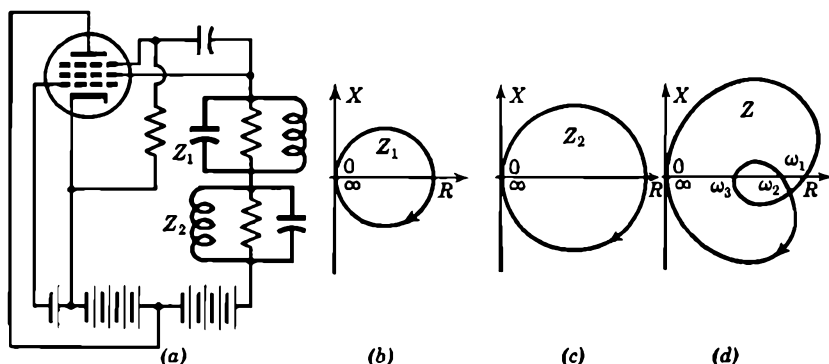 Z₁
Z₂
(a)
X
Z₁
0
∞
R
(b)
X
Z₂
0
∞
R
(c)
X
Z
0
∞
ω₃
ω₂
ω₁
R
(d)